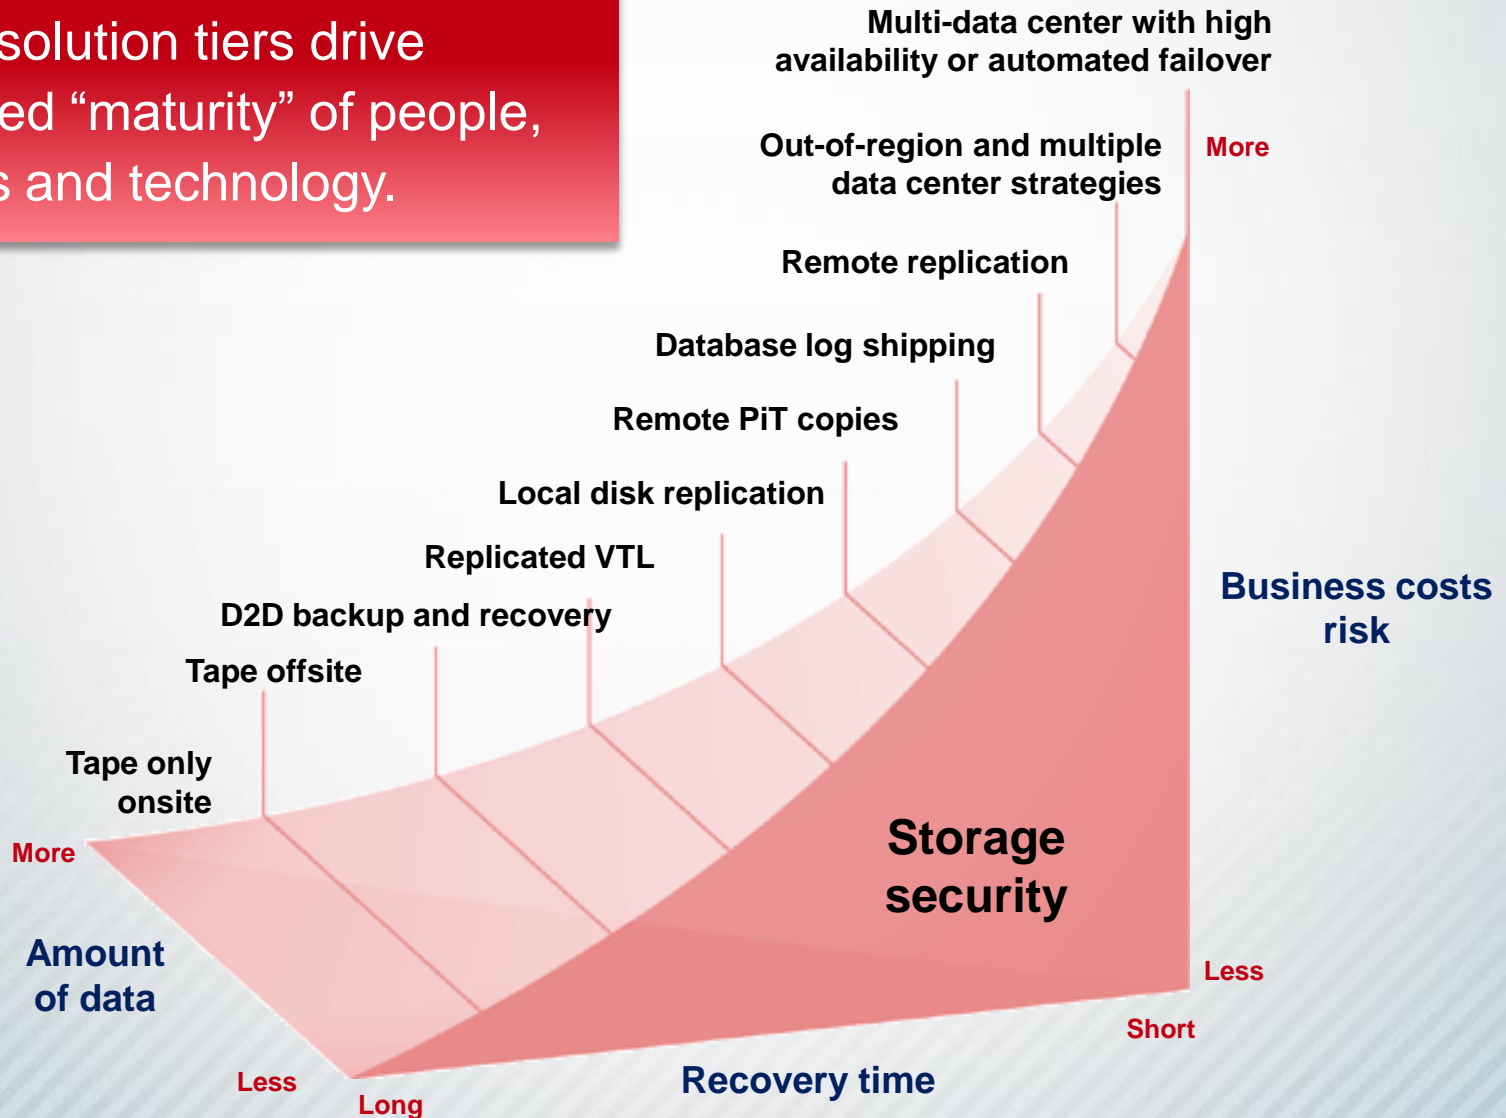 solution tiers drive
ed “maturity” of people,
s and technology.
Multi-data center with high
availability or automated failover
Out-of-region and multiple
data center strategies
More
Remote replication
Database log shipping
Remote PiT copies
Local disk replication
Replicated VTL
D2D backup and recovery
Tape offsite
Tape only
onsite
More
Business costs
risk
Storage
security
Amount
of data
Less
Short
Less
Recovery time
Long